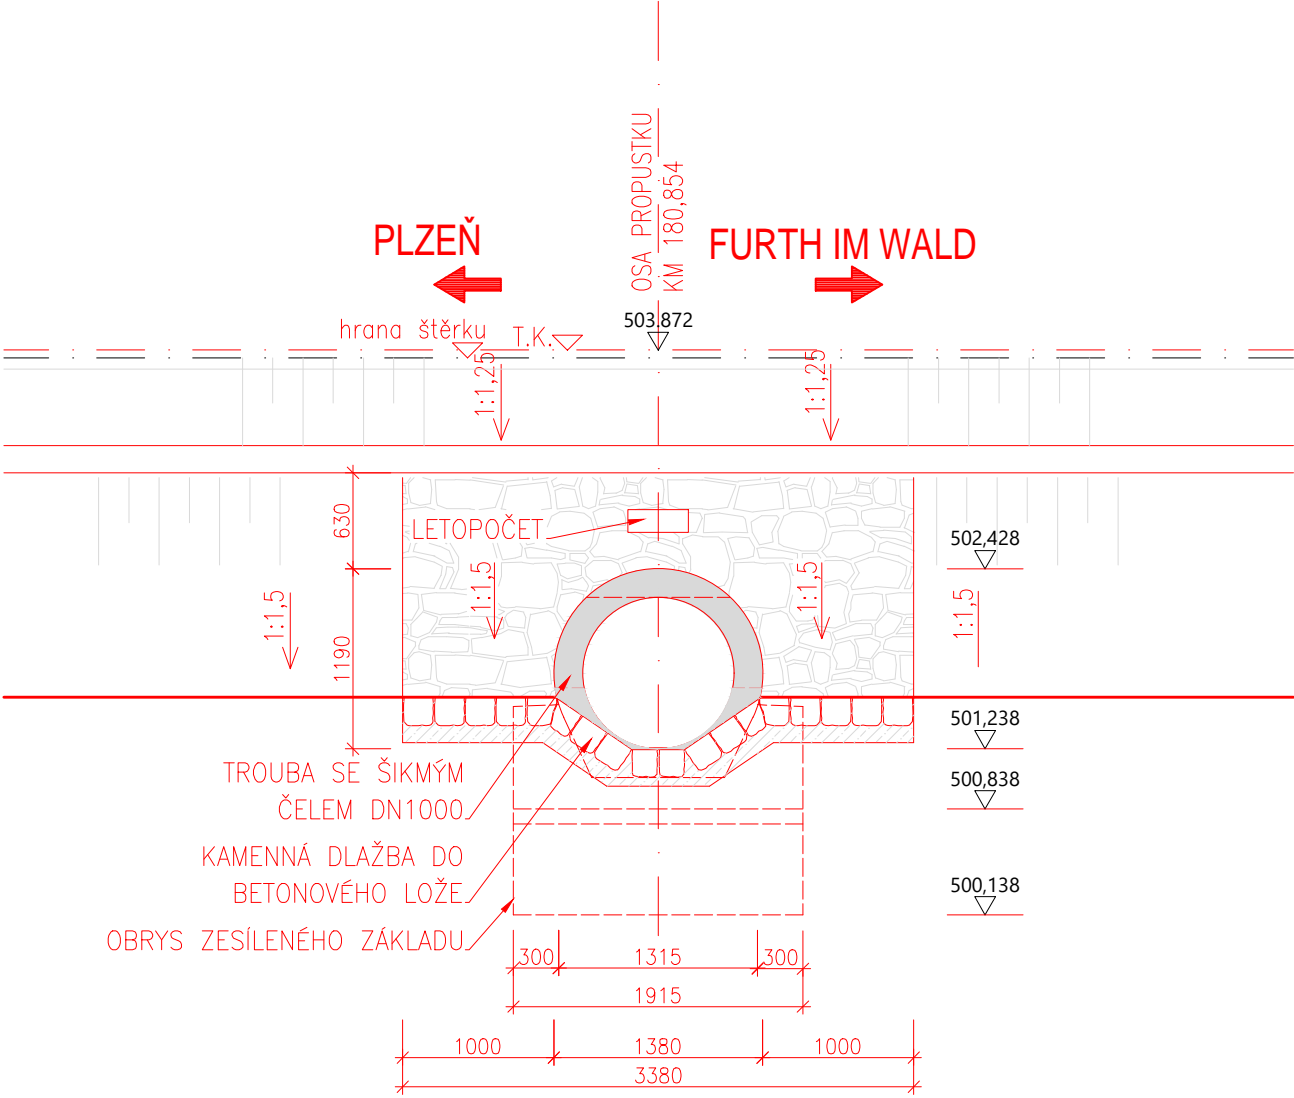 OSA PROPUSTKU
KM 180,854
PLZEŇ
FURTH IM WALD
hrana štěrku
T.K.
503.872
1:1,25
1:1,25
630
LETOPOČET
502,428
1:1,5
1:1,5
1:1,5
1:1,5
1190
501,238
TROUBA SE ŠIKMÝM
ČELEM DN1000
500,838
KAMENNÁ DLAŽBA DO
BETONOVÉHO LOŽE
500,138
OBRYS ZESÍLENÉHO ZÁKLADU
300
1315
300
1915
1000
1380
1000
3380